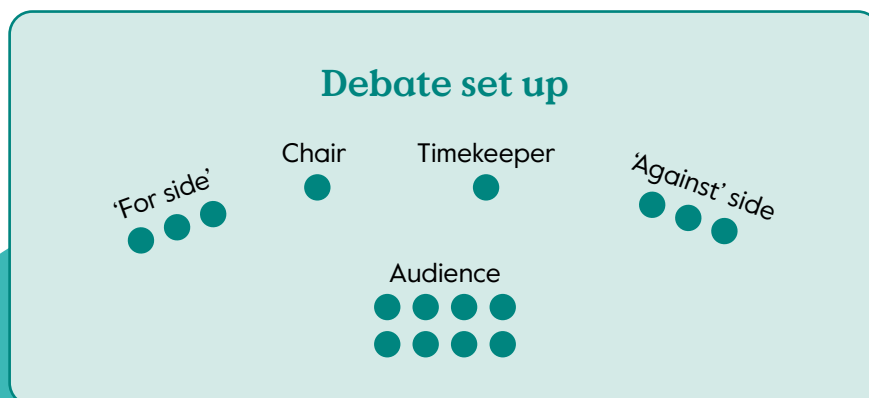 Debate set up
Chair
Timekeeper
‘For side’
‘Against’ side
Audience